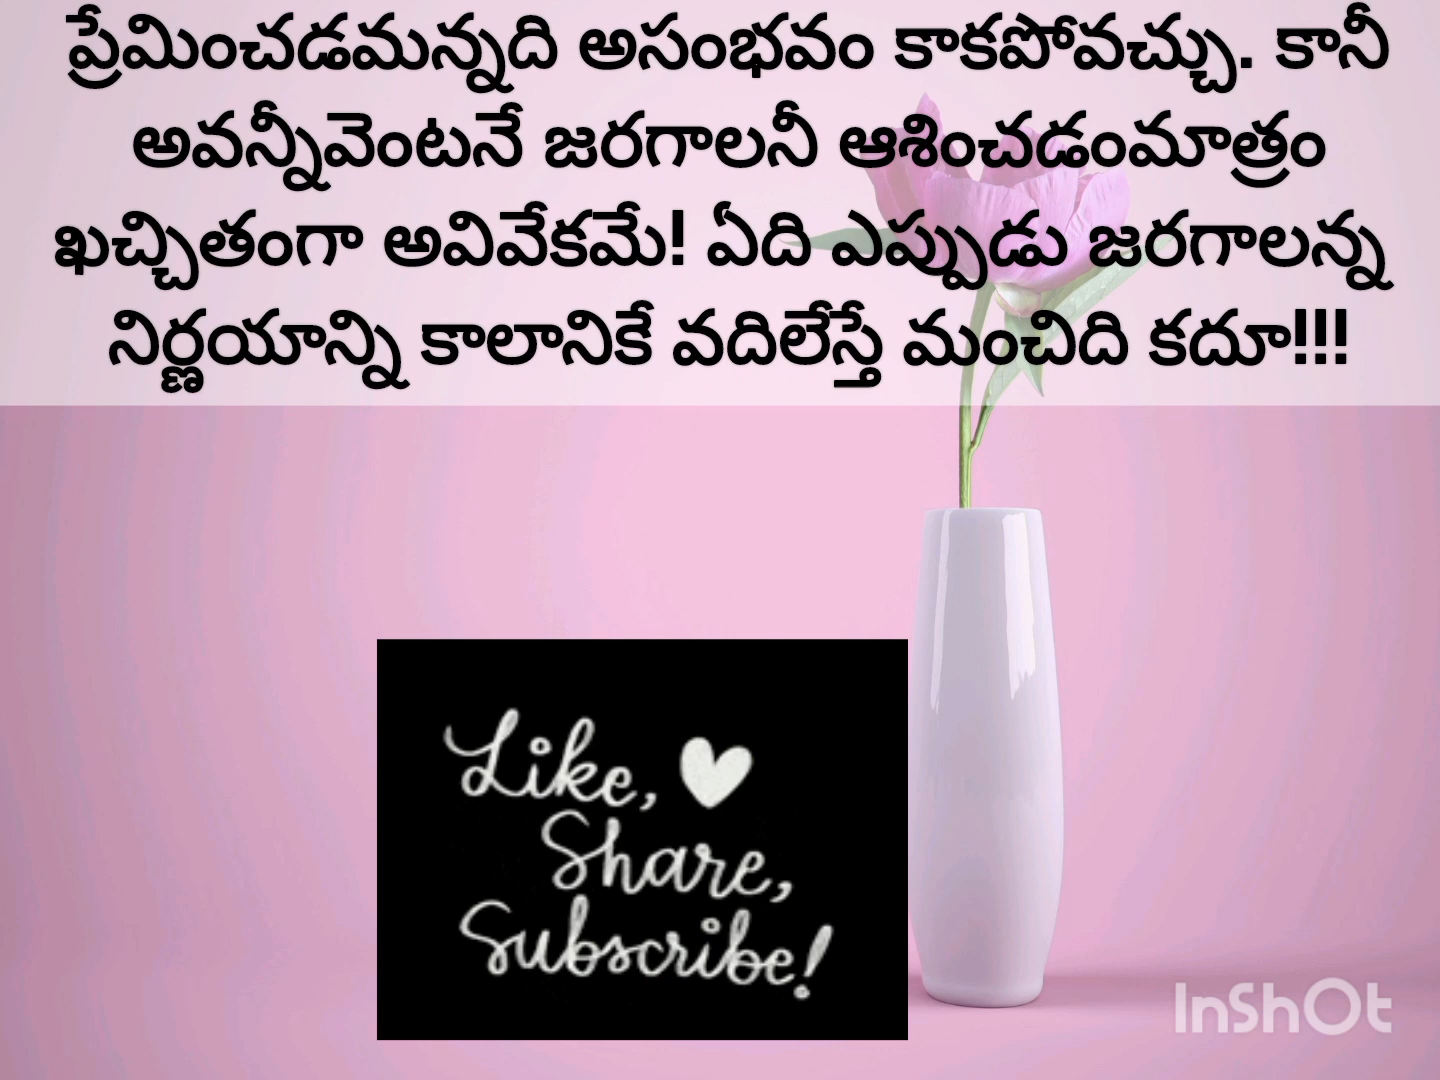 ప్రేమించడమన్నది అసంభవం కాకపోవచ్చు. కానీ
అవన్నీవెంటనే జరగాలనీ ఆశించడంమాత్రం
ఖచ్చితంగా అవివేకమే! ఏది ఎప్పుడు జరగాలన్న
నిర్ణయాన్ని కాలానికే వదిలేస్తే మంచిది కదూ!!!
Like,
Share,
Subscribe!
InShOt